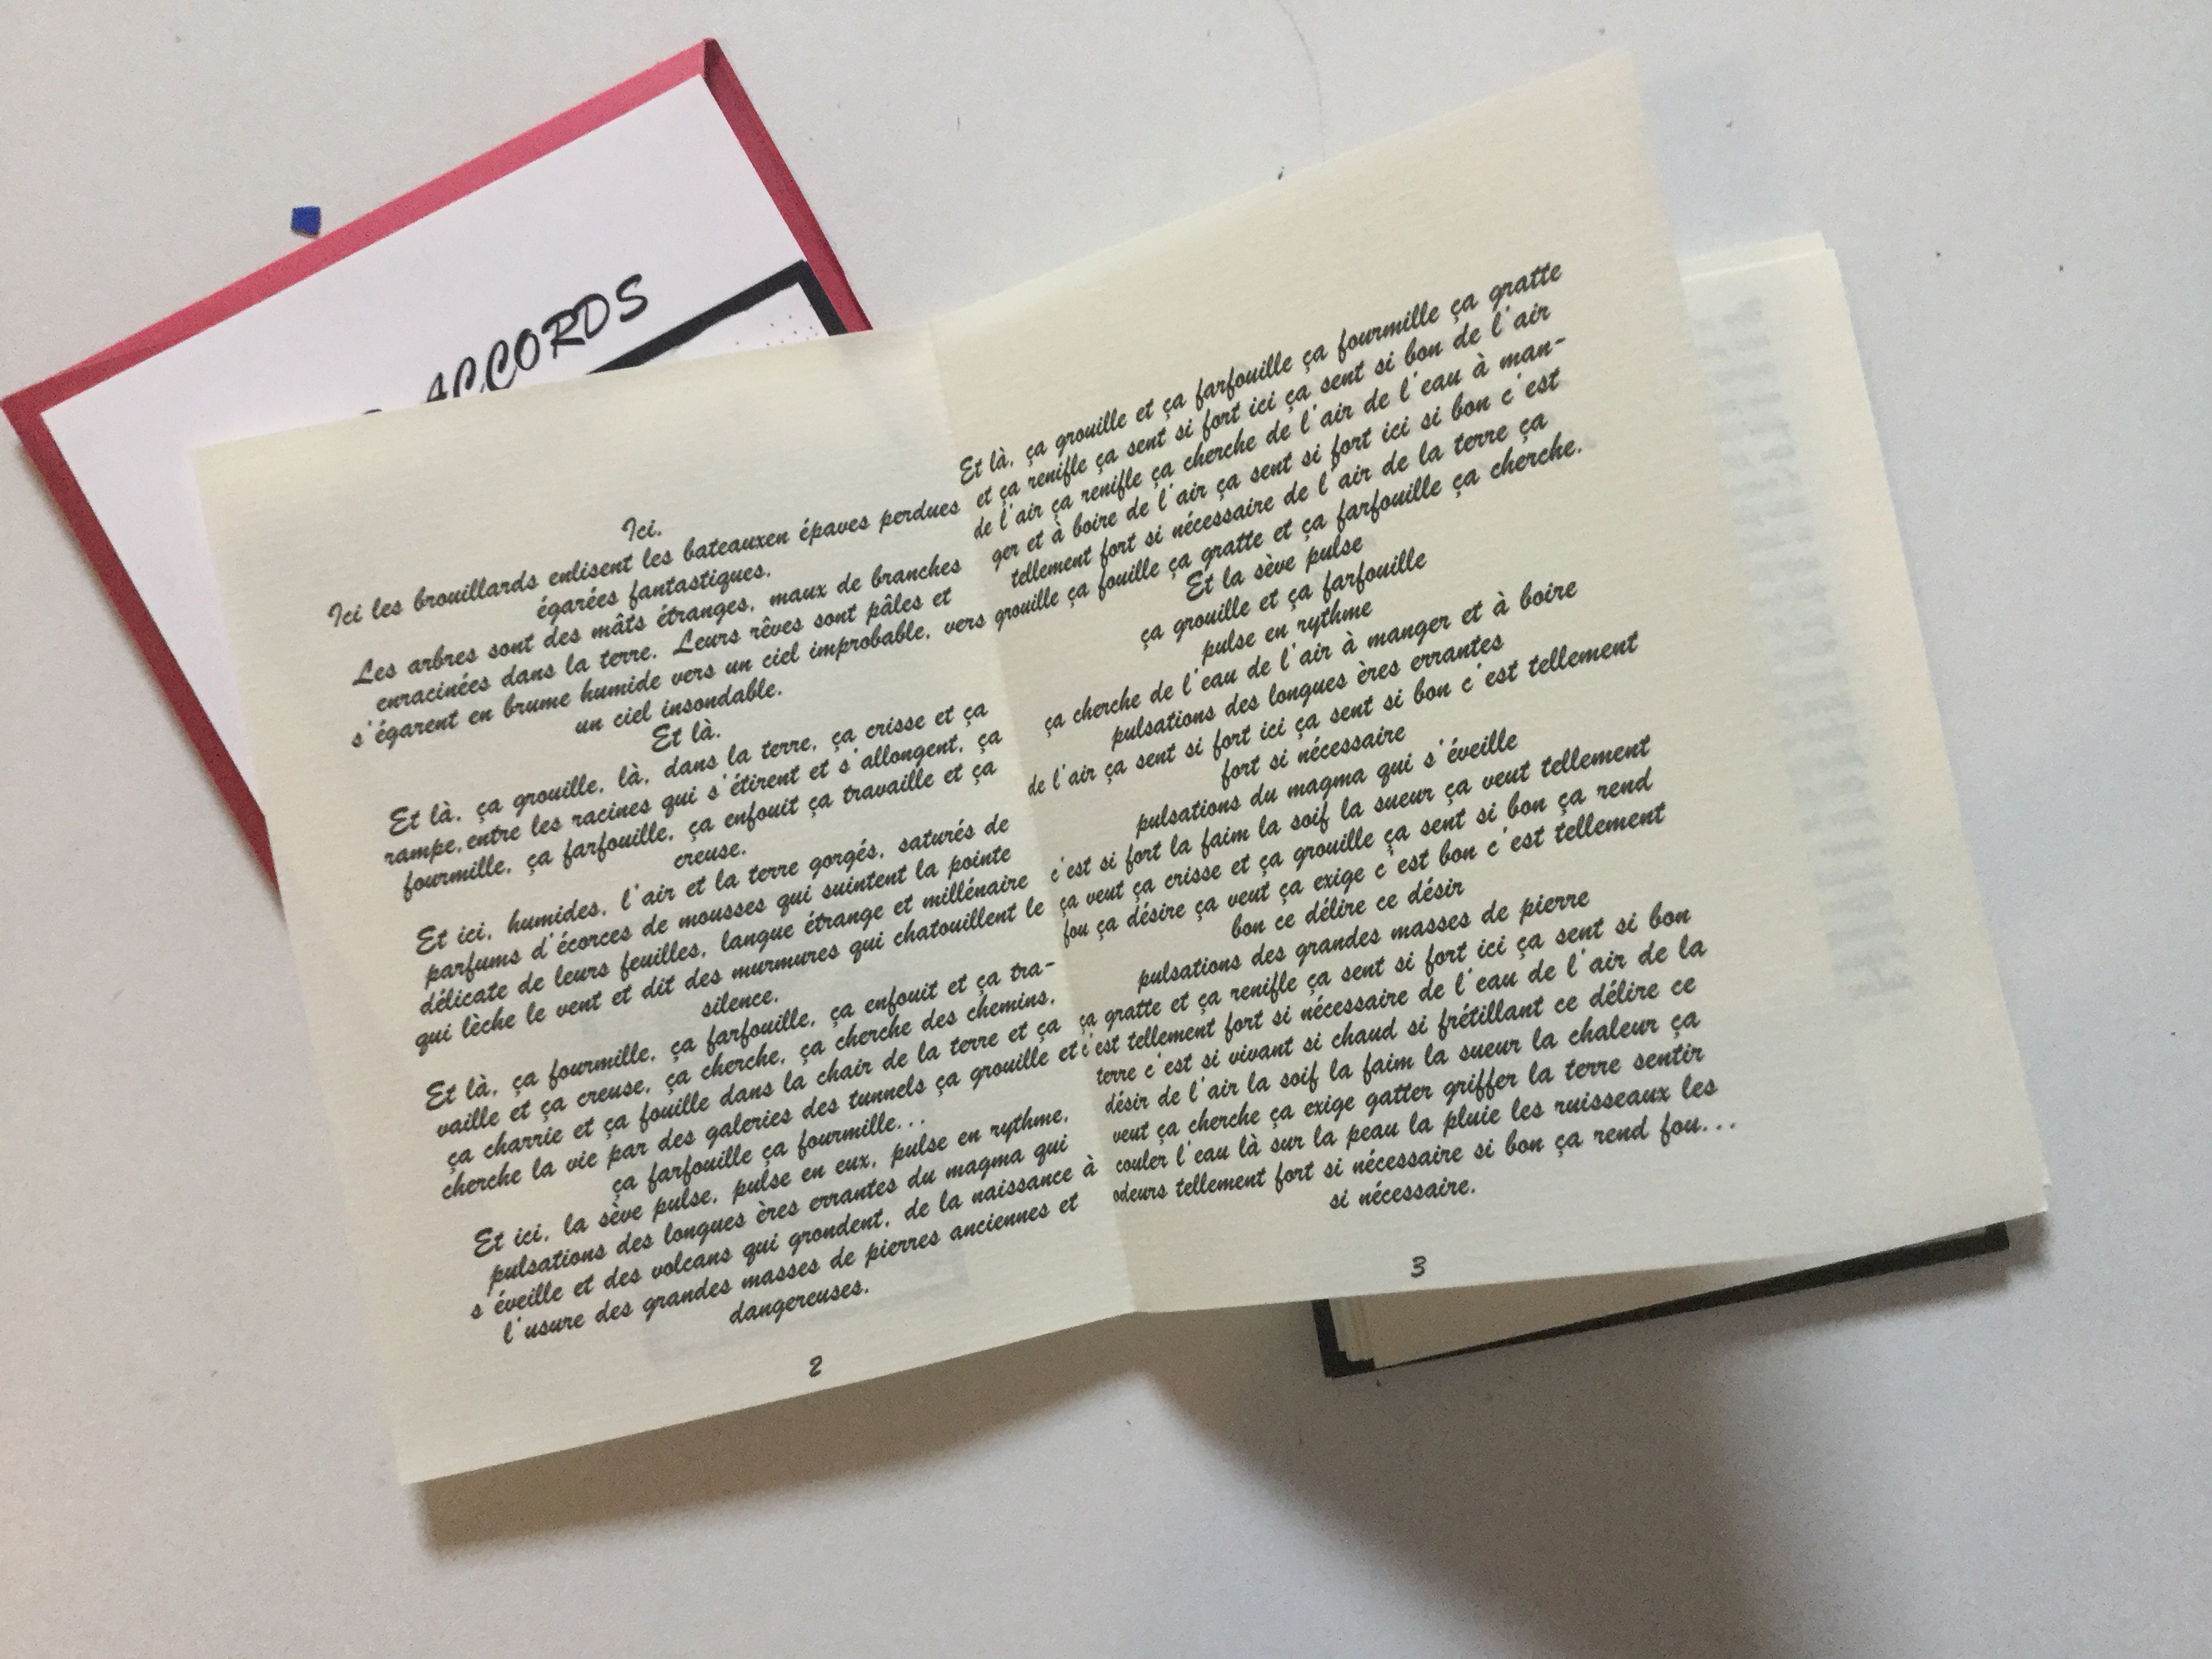 ACCORDS
Ici.
Ici les brouillards enlisent les bateauxen épaves perdues
égarées fantastiques.
Les arbres sont des mâts étranges, maux de branches
enracinées dans la terre. Leurs rêves sont pâles et
s'égarent en brume humide vers un ciel improbable, vers
un ciel insondable.
Et là.
Et là, ça grouille, là, dans la terre, ça crisse et ça
rampe, entre les racines qui s'étirent et s'allongent, ça
fourmille, ça farfouille, ça enfouit ça travaille et ça
creuse.
Et ici, humides, l'air et la terre gorgés, saturés de
parfums d'écorces de mousses qui suintent la pointe
délicate de leurs feuilles, langue étrange et millénaire
qui lèche le vent et dit des murmures qui chatouillent le
silence.
Et là, ça fourmille, ça farfouille, ça enfouit et ça tra-
vaille et ça creuse, ça cherche, ça cherche des chemins,
ça charrie et ça fouille dans la chair de la terre et ça
cherche la vie par des galeries des tunnels ça grouille et
ça farfouille ça fourmille...
Et ici, la sève pulse, pulse en eux, pulse en rythme,
pulsations des longues ères errantes du magma qui
s'éveille et des volcans qui grondent, de la naissance à
l'usure des grandes masses de pierres anciennes et
dangereuses.
2
Et là, ça grouille et ça farfouille ça fourmille ça gratte
et ça renifle ça sent si fort ici ça sent si bon de l'air
de l'air ça renifle ça cherche de l'air de l'eau à man-
ger et à boire de l'air ça sent si fort ici si bon c'est
tellement fort si nécessaire de l'air de la terre ça
grouille ça fouille ça gratte et ça farfouille ça cherche.
Et la sève pulse
ça grouille et ça farfouille
pulse en rythme
ça cherche de l'eau de l'air à manger et à boire
pulsations des longues ères errantes
de l'air ça sent si fort ici ça sent si bon c'est tellement
fort si nécessaire
pulsations du magma qui s'éveille
c'est si fort la faim la soif la sueur ça veut tellement
ça veut ça crisse et ça grouille ça sent si bon ça rend
fou ça désire ça veut ça exige c'est bon c'est tellement
bon ce délire ce désir
pulsations des grandes masses de pierre
ça gratte et ça renifle ça sent si fort ici ça sent si bon
c'est tellement fort si nécessaire de l'eau de l'air de la
terre c'est si vivant si chaud si frétillant ce délire ce
désir de l'air la soif la faim la sueur la chaleur ça
veut ça cherche ça exige gatter griffer la terre sentir
couler l'eau là sur la peau la pluie les ruisseaux les
odeurs tellement fort si nécessaire si bon ça rend fou...
si nécessaire.
3